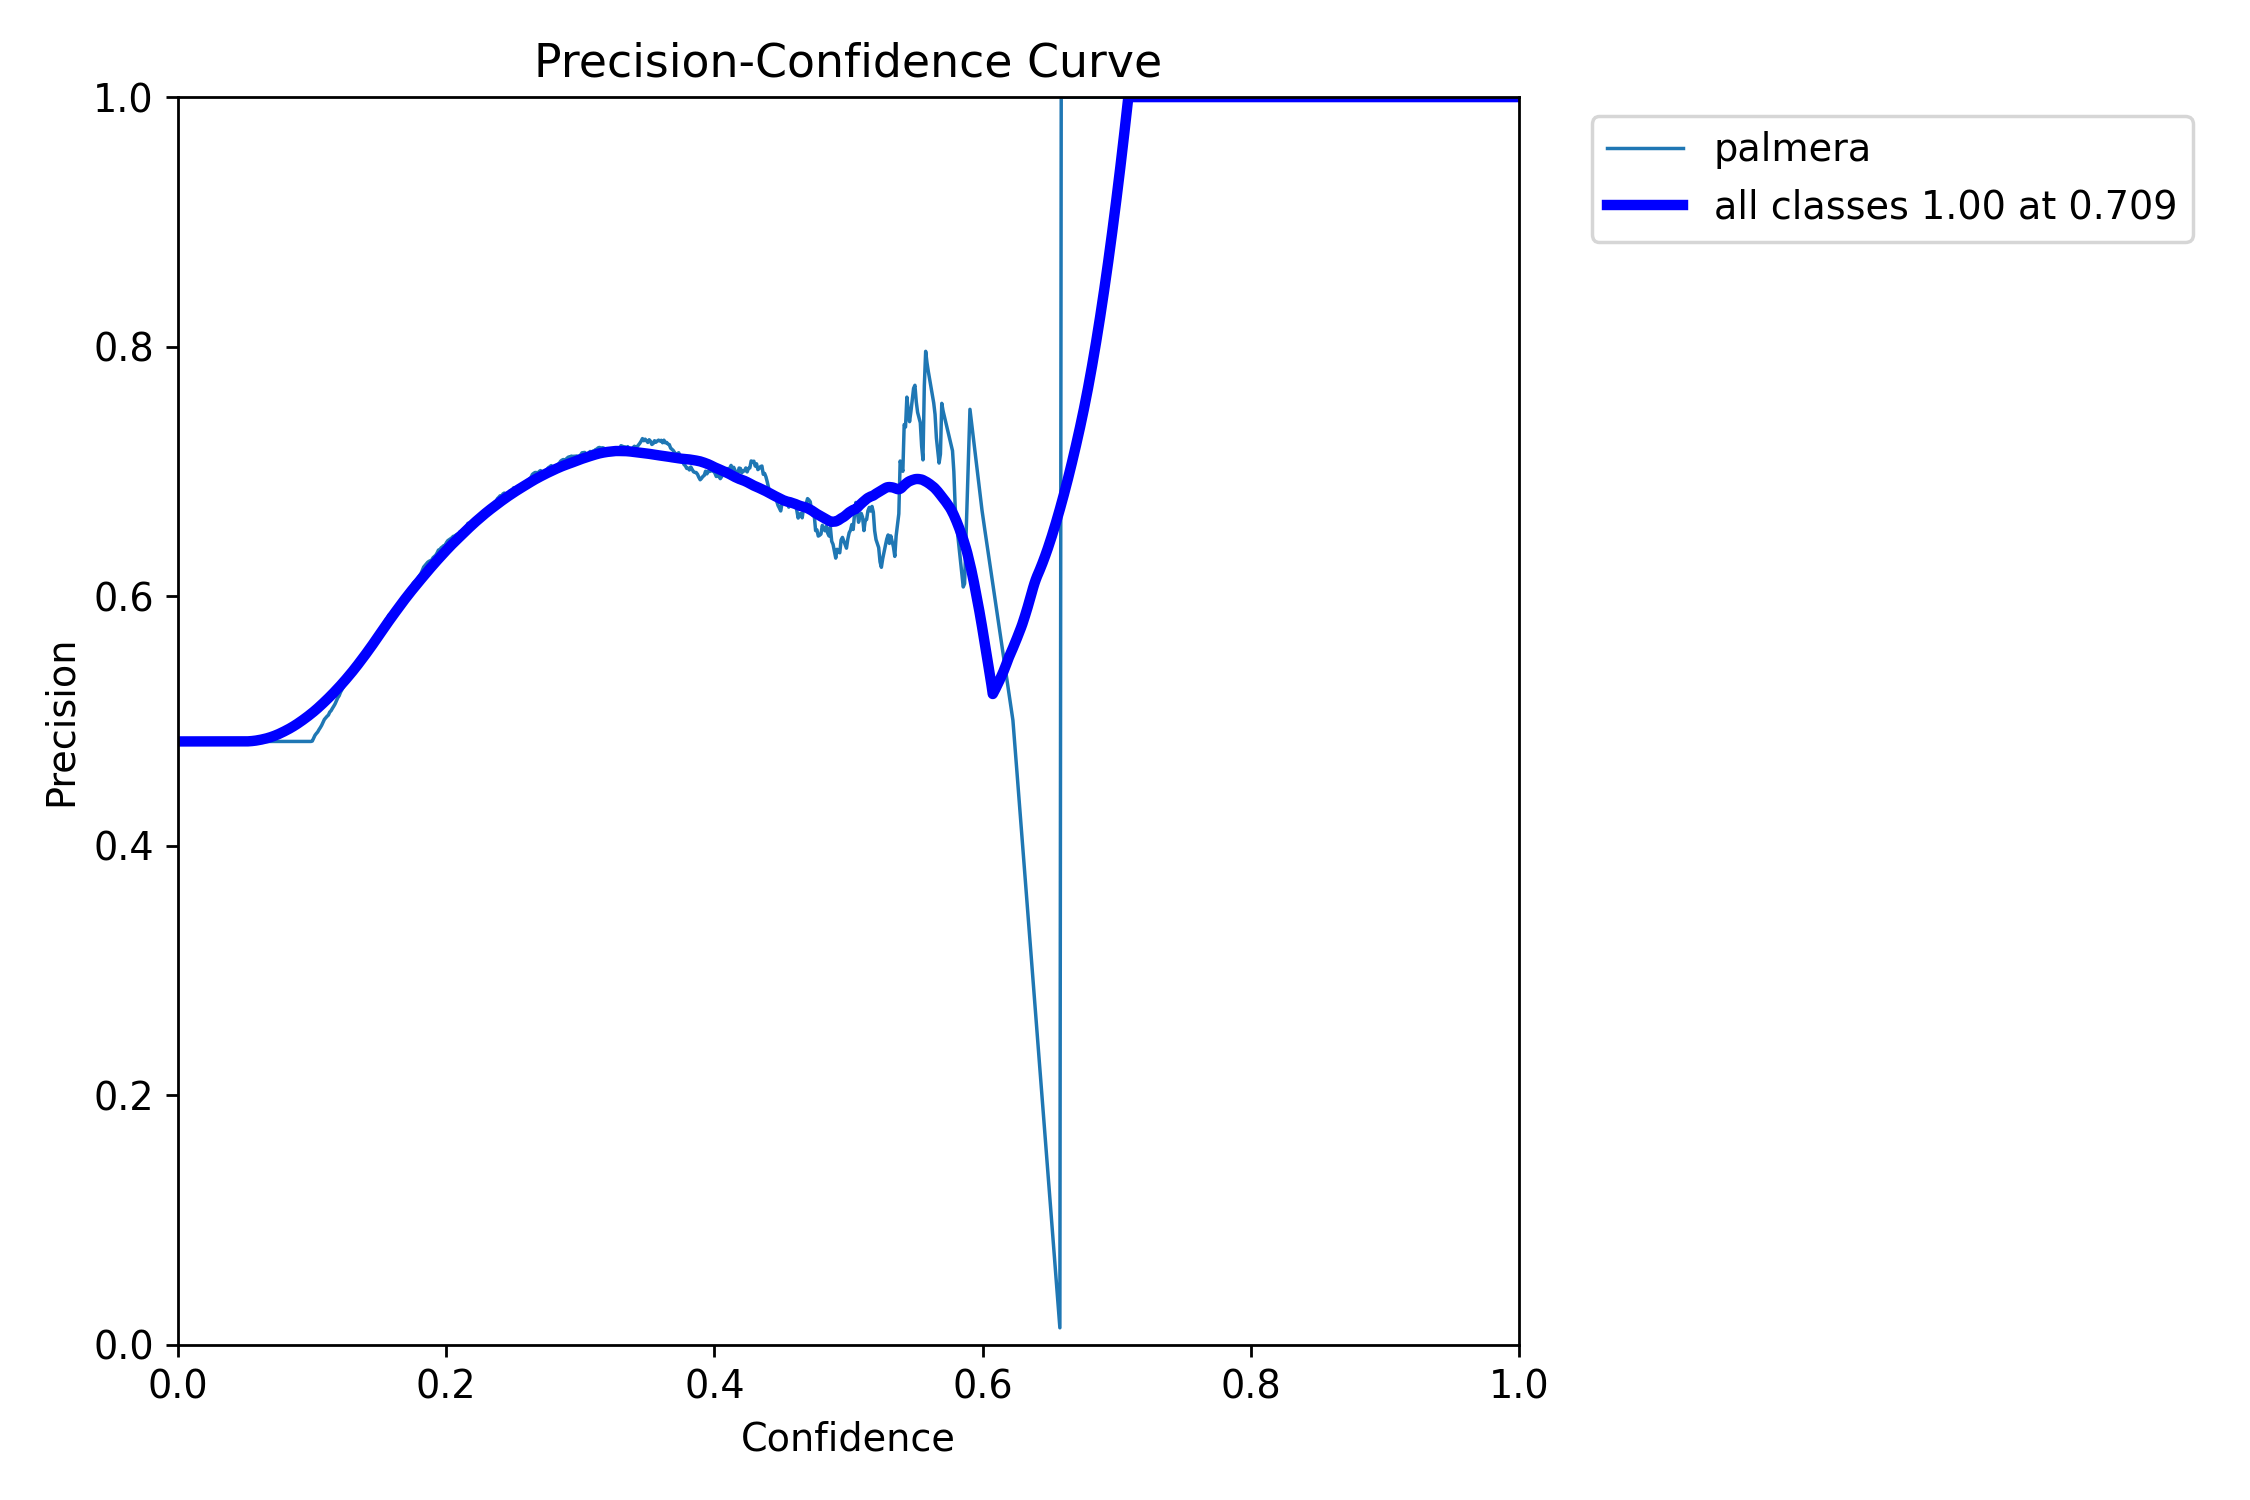 Precision-Confidence Curve
1.0
0.8
0.6
0.4
0.2
0.0
Precision
0.0 0.2 0.4 0.6 0.8 1.0
Confidence
palmera
all classes 1.00 at 0.709